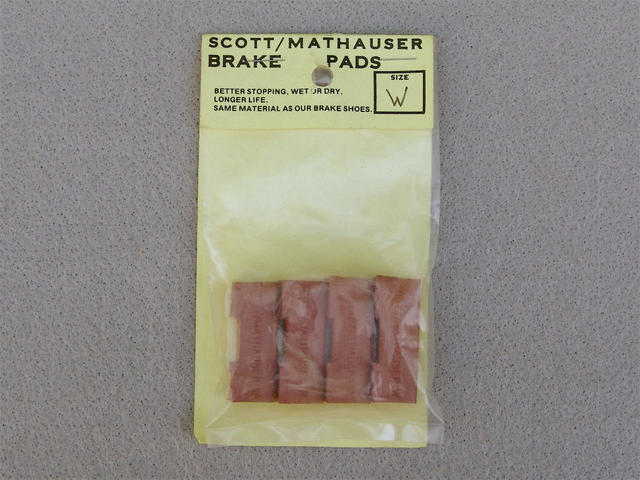 SCOTT/MATHAUSER
BRAKE PADS
SIZE
W
BETTER STOPPING, WET OR DRY.
LONGER LIFE.
SAME MATERIAL AS OUR BRAKE SHOES.